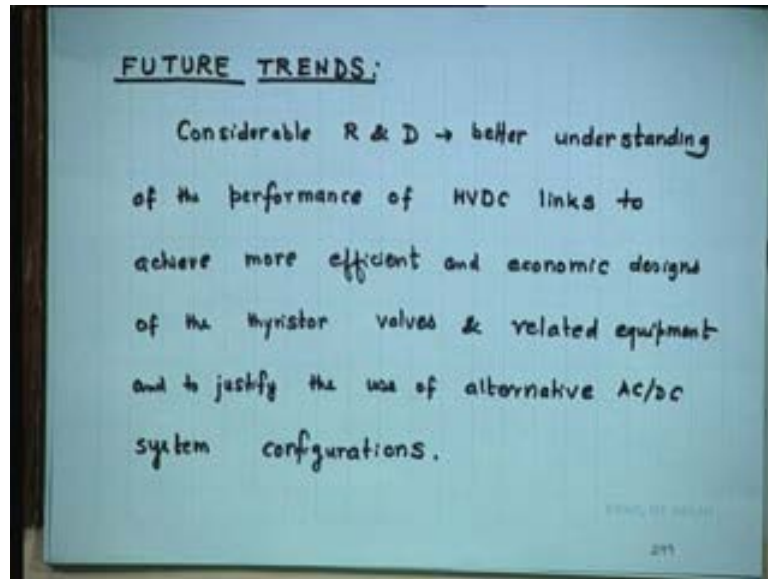 FUTURE TRENDS:
Considerable R & D → better understanding
of the performance of HVDC links to
achieve more efficient and economic designs
of the thyristor valves & related equipment
and to justify the use of alternative AC/DC
system configurations.